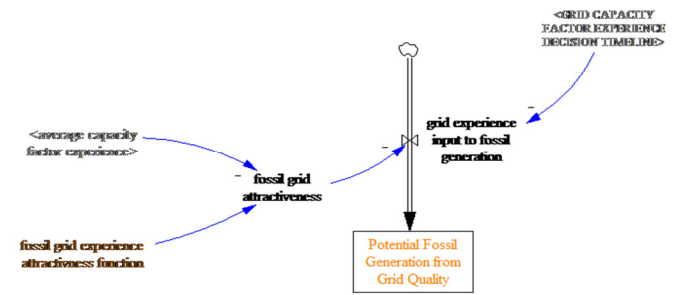 <GRID CAPACITY
FACTOR EXPERIENCE
DECISION TIMELINE>
grid experience
input to fossil
generation
<average capacity
factor experience>
fossil grid
attractiveness
fossil grid experience
attractivness function
Potential Fossil
Generation from
Grid Quality